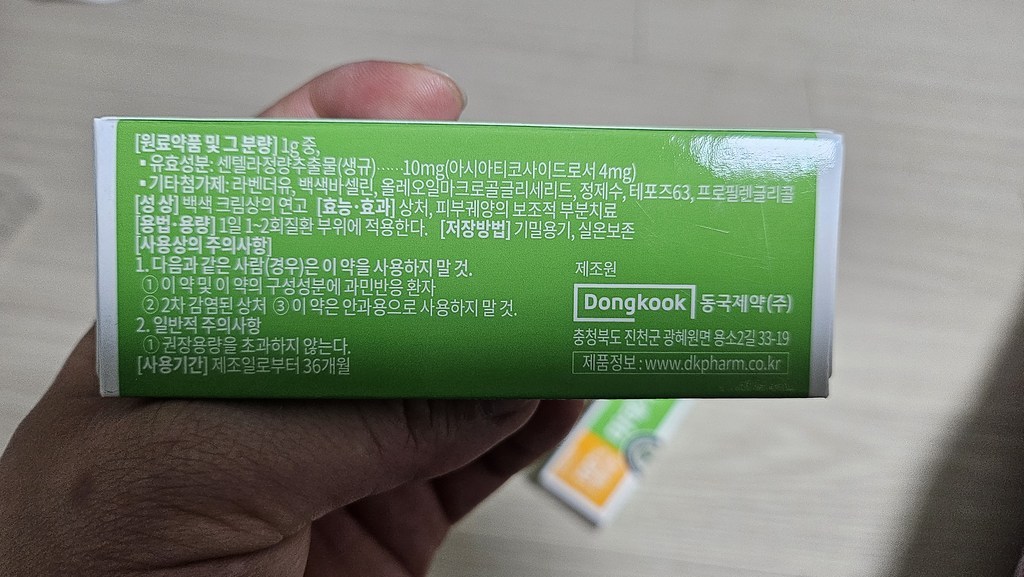 [원료약품 및 그 분량] 1g 중,
▪유효성분: 센텔라정량추출물(생규)……10mg(아시아티코사이드로서 4mg)
▪기타첨가제: 라벤더유, 백색바셀린, 올레오일마크로골글리세리드, 정제수, 테포즈63, 프로필렌글리콜
[성 상] 백색 크림상의 연고 [효능·효과] 상처, 피부궤양의 보조적 부분치료
[용법·용량] 1일 1~2회질환 부위에 적용한다. [저장방법] 기밀용기, 실온보존
[사용상의 주의사항]
1. 다음과 같은 사람(경우)은 이 약을 사용하지 말 것.
① 이 약 및 이 약의 구성성분에 과민반응 환자
② 2차 감염된 상처 ③ 이 약은 안과용으로 사용하지 말 것.
2. 일반적 주의사항
① 권장용량을 초과하지 않는다.
[사용기간] 제조일로부터 36개월
제조원
Dongkook 동국제약(주)
충청북도 진천군 광혜원면 용소2길 33-19
제품정보 : www.dkpharm.co.kr